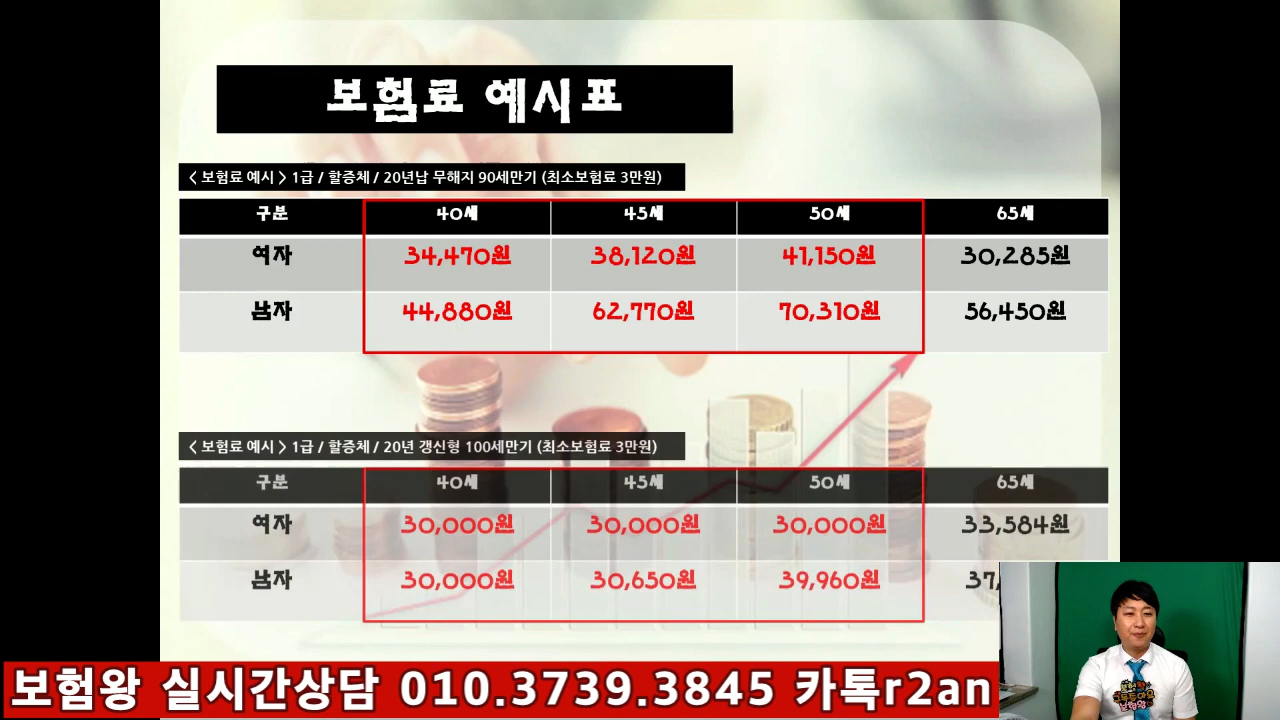 보험료 예시표
< 보험료 예시 > 1급 / 할증체 / 20년납 무해지 90세만기 (최소보험료 3만원)
구분 40세 45세 50세 65세
여자 34,470원 38,120원 41,150원 30,285원
남자 44,880원 62,770원 70,310원 56,450원
< 보험료 예시 > 1급 / 할증체 / 20년 갱신형 100세만기 (최소보험료 3만원)
구분 40세 45세 50세 65세
여자 30,000원 30,000원 30,000원 33,584원
남자 30,000원 30,650원 39,960원 37,
보험왕 실시간상담 010.3739.3845 카톡r2an
보험왕